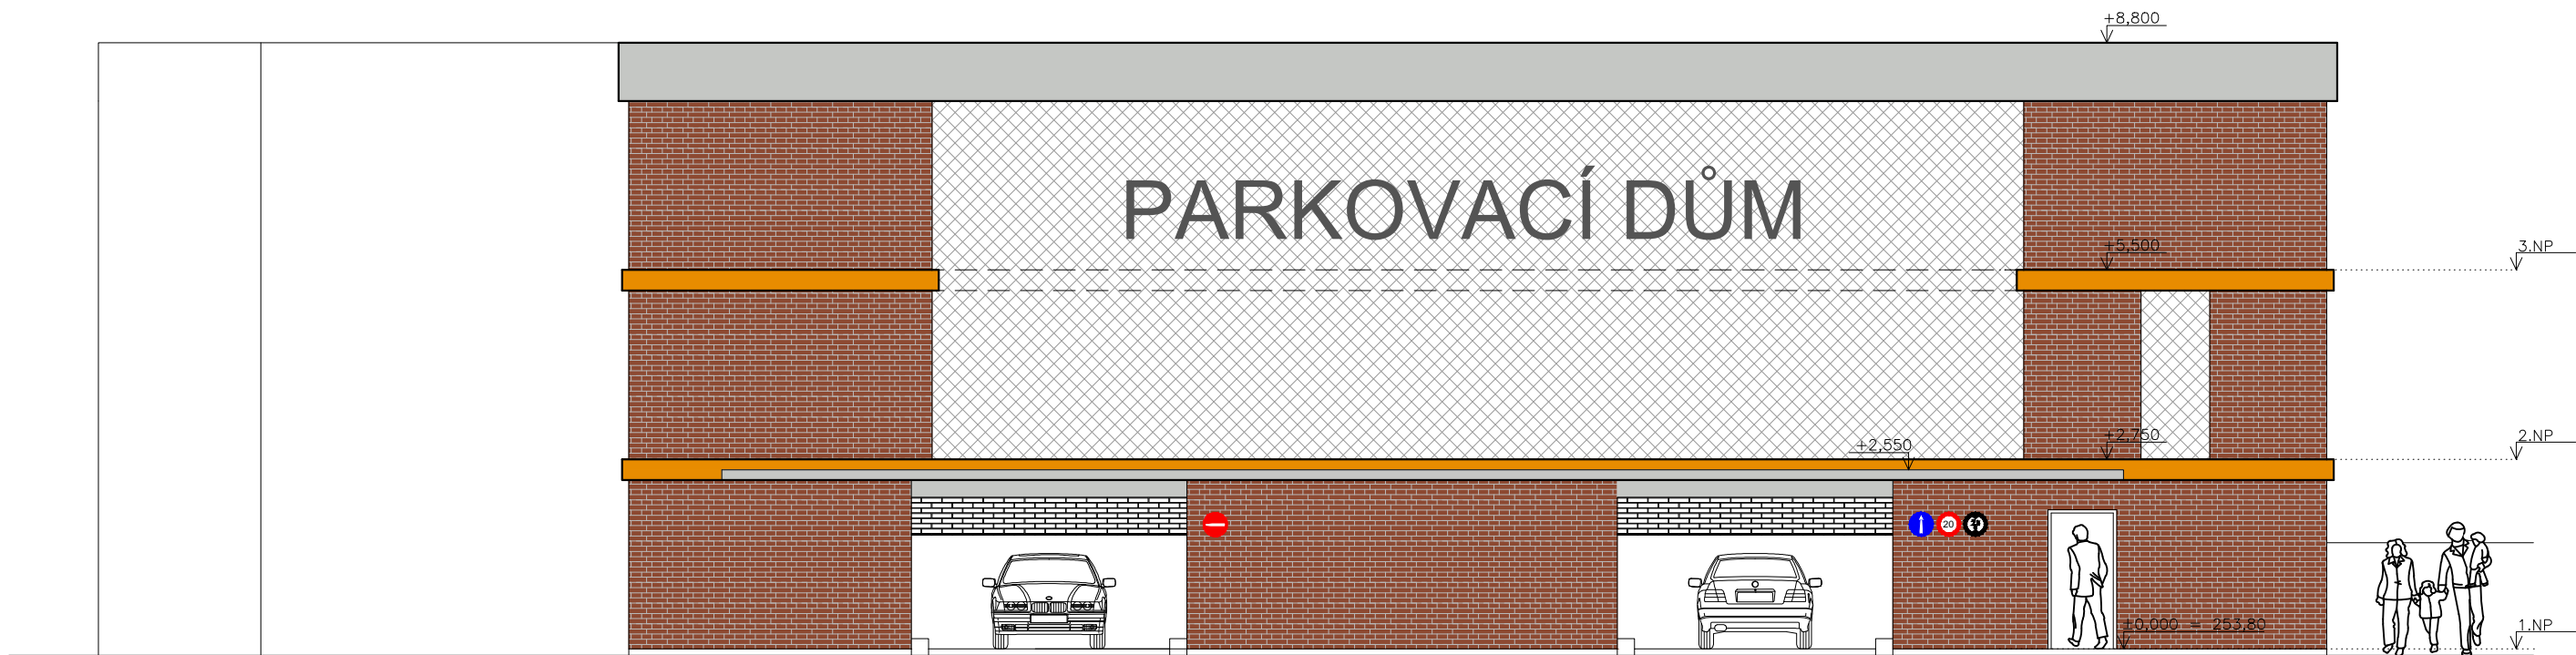 +8,800
PARKOVACÍ DŮM
+5,500
3.NP
+2,550
+2,750
2.NP
20
±0,000 = 253,80
1.NP